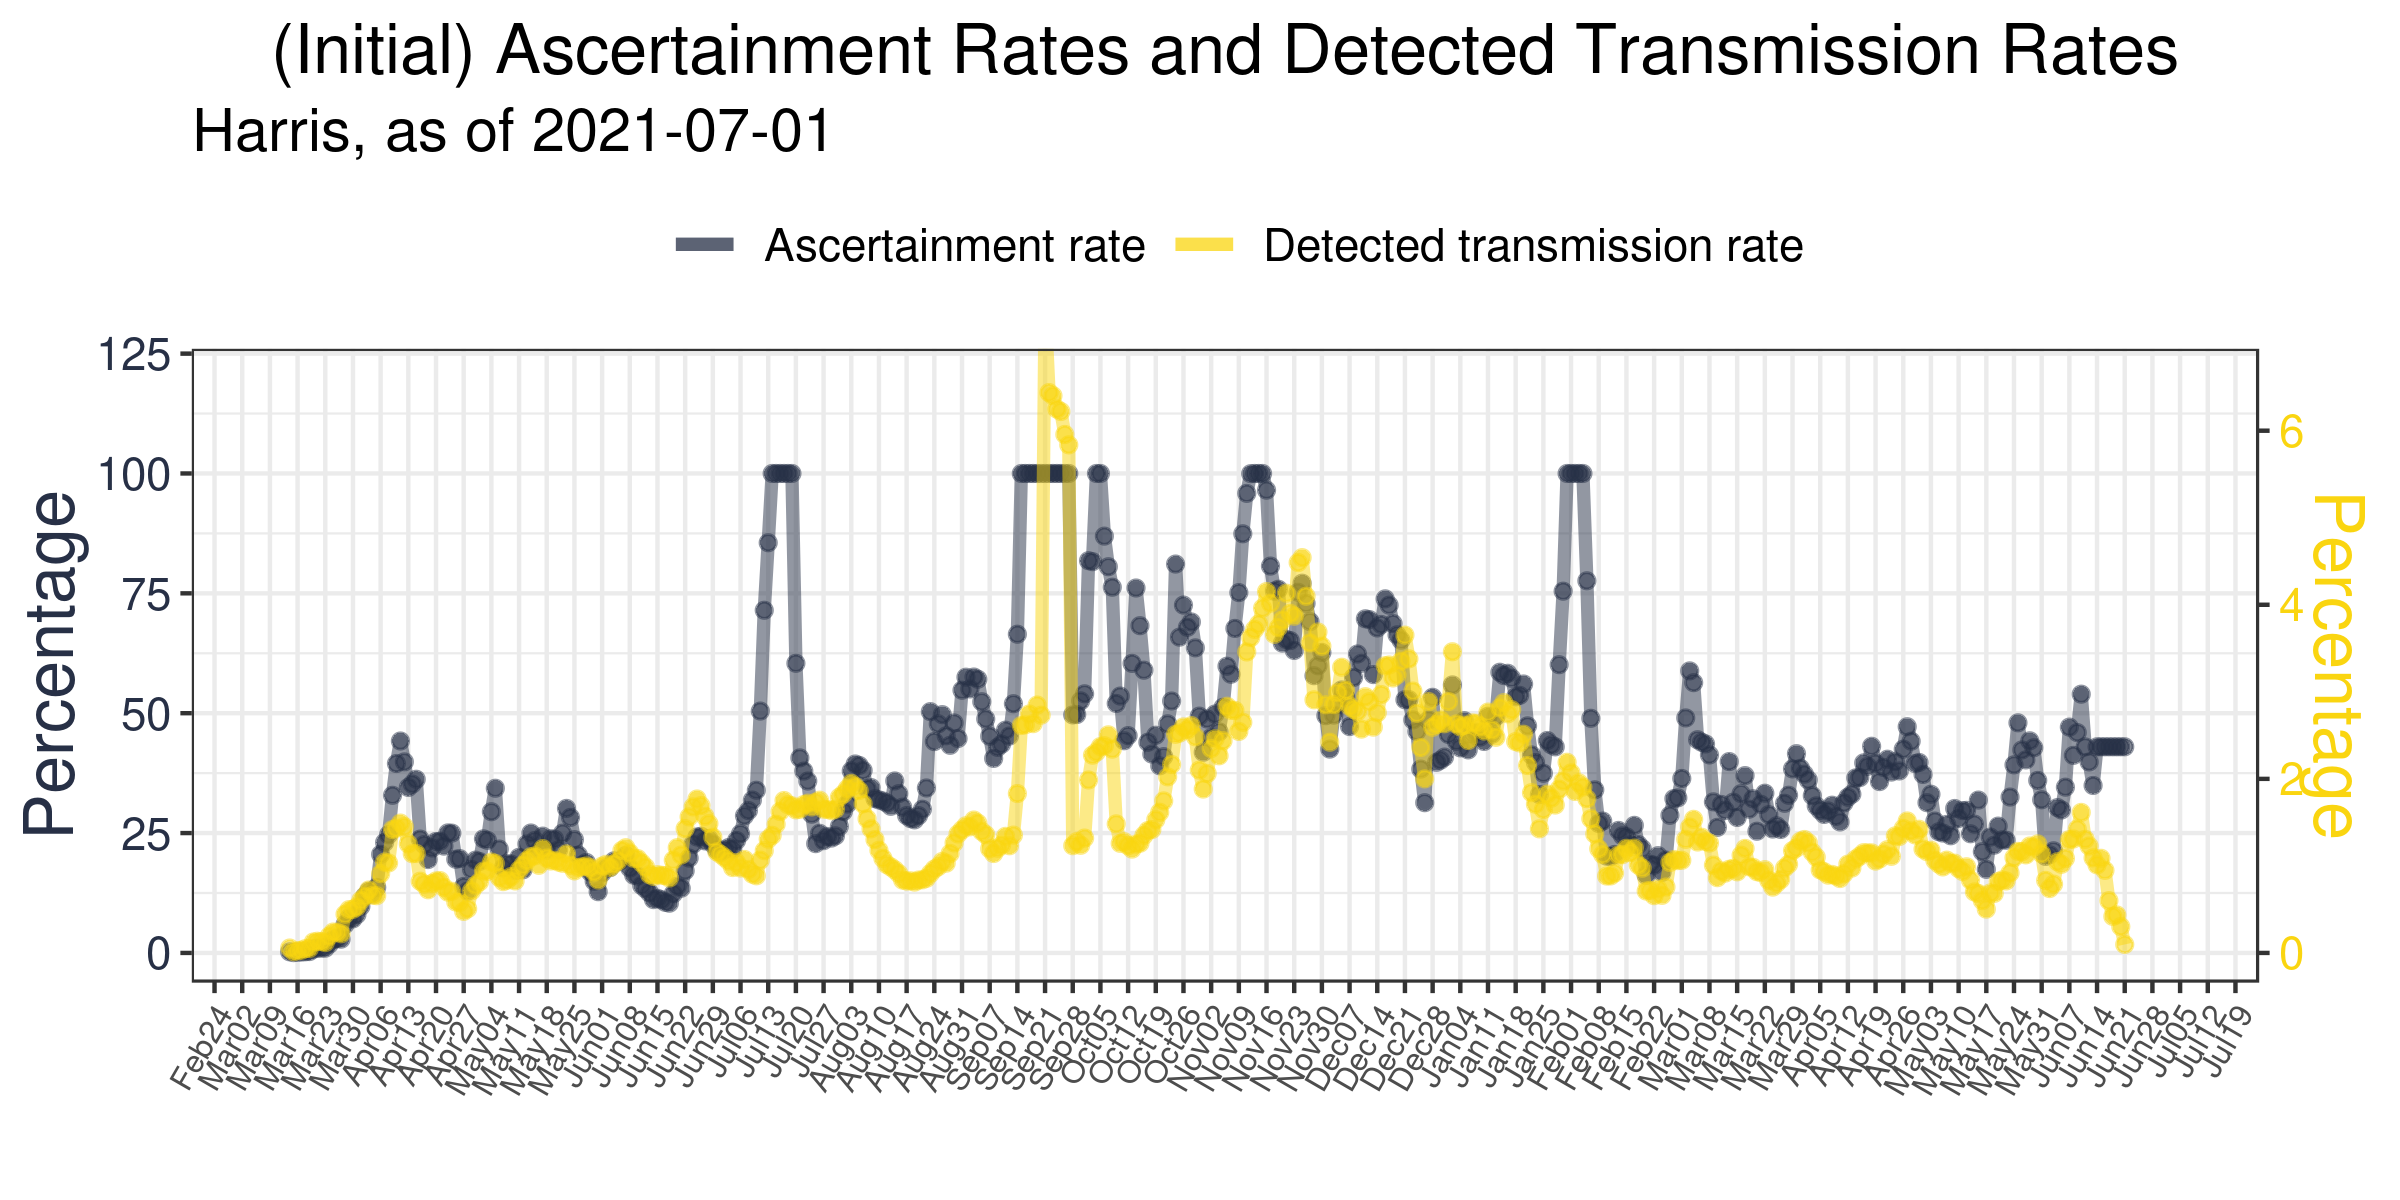 (Initial) Ascertainment Rates and Detected Transmission Rates
Harris, as of 2021-07-01
Ascertainment rate
Detected transmission rate
125
100
75
50
25
0
Percentage
6
4
2
0
Percentage
Feb24
Mar02
Mar09
Mar16
Mar23
Mar30
Apr06
Apr13
Apr20
Apr27
May04
May11
May18
May25
Jun01
Jun08
Jun15
Jun22
Jun29
Jul06
Jul13
Jul20
Jul27
Aug03
Aug10
Aug17
Aug24
Aug31
Sep07
Sep14
Sep21
Sep28
Oct05
Oct12
Oct19
Oct26
Nov02
Nov09
Nov16
Nov23
Nov30
Dec07
Dec14
Dec21
Dec28
Jan04
Jan11
Jan18
Jan25
Feb01
Feb08
Feb15
Feb22
Mar01
Mar08
Mar15
Mar22
Mar29
Apr05
Apr12
Apr19
Apr26
May03
May10
May17
May24
May31
Jun07
Jun14
Jun21
Jun28
Jul05
Jul12
Jul19